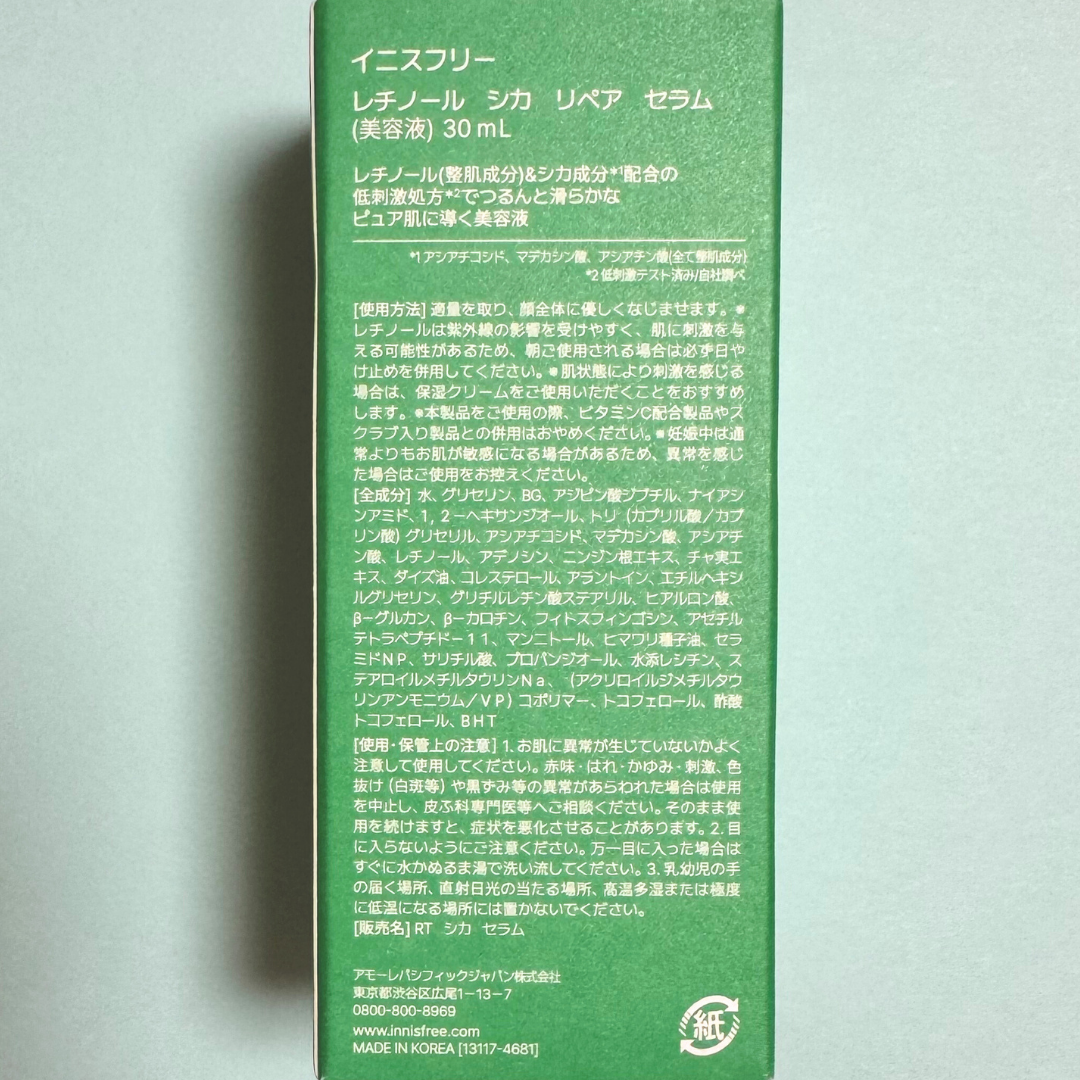 イニスフリー
レチノール シカ リペア セラム
(美容液) 30 mL
レチノール(整肌成分)&シカ成分*1配合の
低刺激処方*2でつるんと滑らかな
ピュア肌に導く美容液
*1 アシアチコシド、マデカシン酸、アシアチン酸(全て整肌成分)
*2 低刺激テスト済み/自社調べ
[使用方法] 適量を取り、顔全体に優しくなじませます。※
レチノールは紫外線の影響を受けやすく、肌に刺激を与
える可能性があるため、朝ご使用される場合は必ず日や
け止めを併用してください。※肌状態により刺激を感じる
場合は、保湿クリームをご使用いただくことをおすすめ
します。※本製品をご使用の際、ビタミンC配合製品やス
クラブ入り製品との併用はおやめください。※妊娠中は通
常よりもお肌が敏感になる場合があるため、異常を感じ
た場合はご使用をお控えください。
[全成分] 水、グリセリン、BG、アジピン酸ジブチル、ナイアシ
ンアミド、1，2－ヘキサンジオール、トリ（カプリル酸／カプ
リン酸）グリセリル、アシアチコシド、マデカシン酸、アシアチ
ン酸、レチノール、アデノシン、ニンジン根エキス、チャ実エ
キス、ダイズ油、コレステロール、アラントイン、エチルヘキシ
ルグリセリン、グリチルレチン酸ステアリル、ヒアルロン酸、
β－グルカン、β－カロチン、フィトスフィンゴシン、アセチル
テトラペプチド－11、マンニトール、ヒマワリ種子油、セラ
ミドNP、サリチル酸、プロパンジオール、水添レシチン、ス
テアロイルメチルタウリンNa、（アクリロイルジメチルタウ
リンアンモニウム／VP）コポリマー、トコフェロール、酢酸
トコフェロール、BHT
[使用・保管上の注意] 1. お肌に異常が生じていないかよく
注意して使用してください。赤味・はれ・かゆみ・刺激、色
抜け（白斑等）や黒ずみ等の異常があらわれた場合は使用
を中止し、皮ふ科専門医等へご相談ください。そのまま使
用を続けますと、症状を悪化させることがあります。2. 目
に入らないようにご注意ください。万一目に入った場合は
すぐに水かぬるま湯で洗い流してください。3. 乳幼児の手
の届く場所、直射日光の当たる場所、高温多湿または極度
に低温になる場所には置かないでください。
[販売名] RT シカ セラム
アモーレパシフィックジャパン株式会社
東京都渋谷区広尾1－13－7
0800-800-8969
www.innisfree.com
MADE IN KOREA [13117-4681]
紙